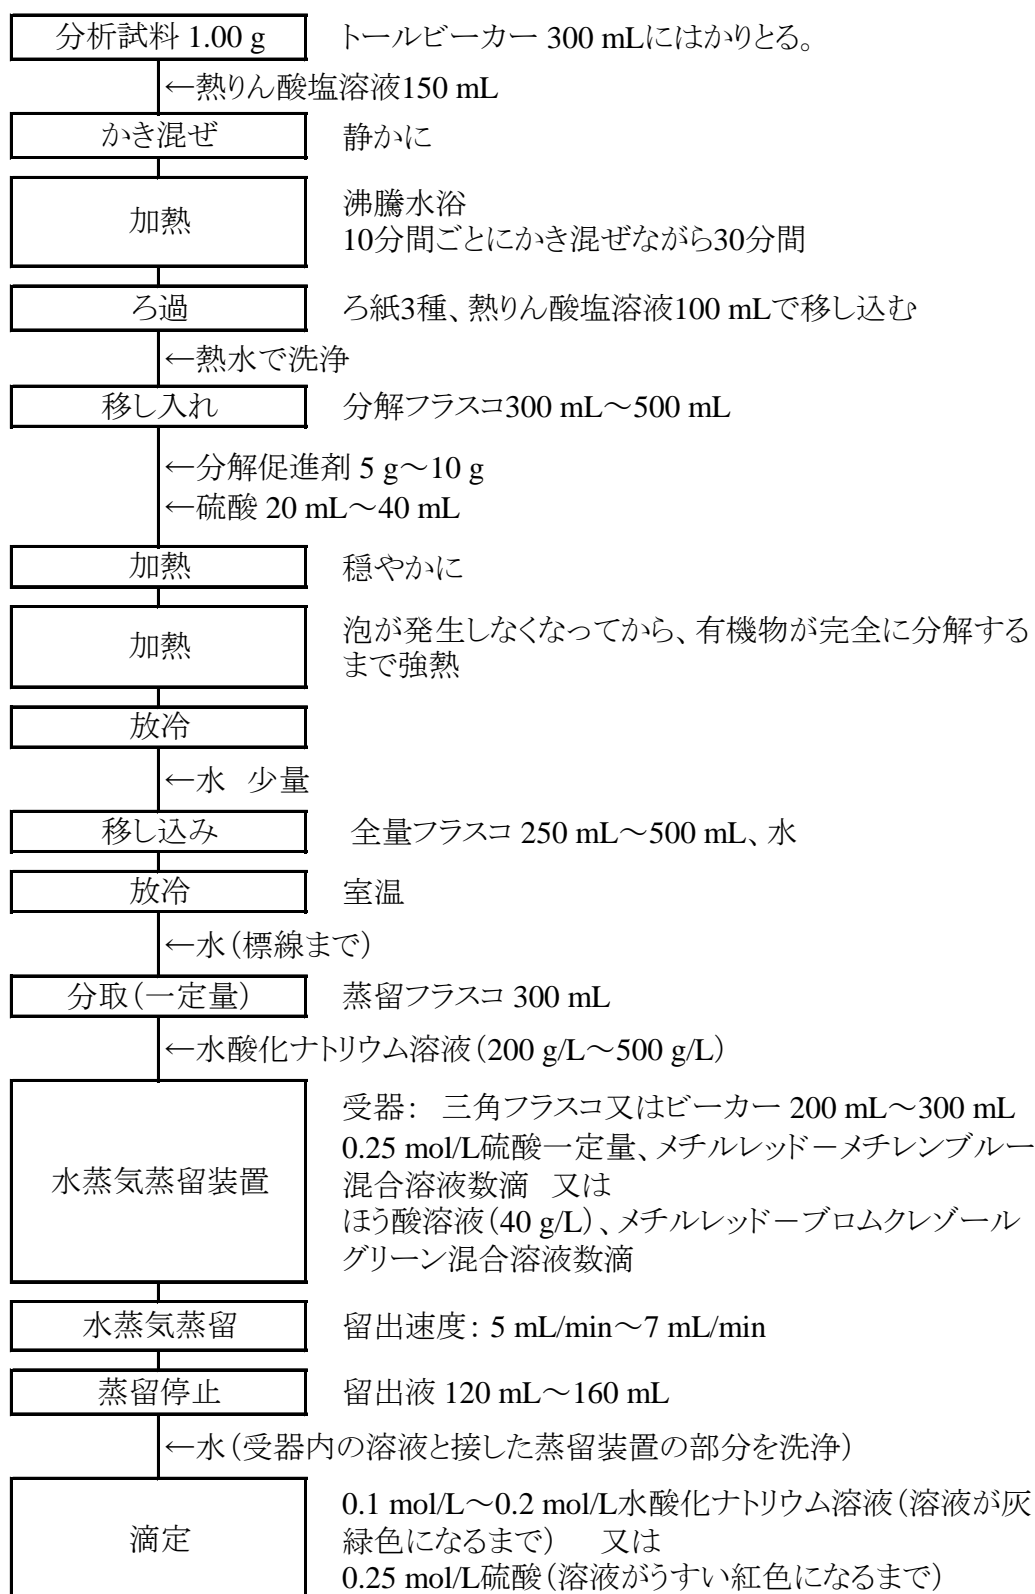 分析試料 1.00 g トールビーカー 300 mLにはかりとる。
←熱りん酸塩溶液150 mL
かき混ぜ 静かに
加熱 沸騰水浴
10分間ごとにかき混ぜながら30分間
ろ過 ろ紙3種、熱りん酸塩溶液100 mLで移し込む
←熱水で洗浄
移し入れ 分解フラスコ300 mL～500 mL
←分解促進剤 5 g～10 g
←硫酸 20 mL～40 mL
加熱 穏やかに
加熱 泡が発生しなくなってから、有機物が完全に分解する
まで強熱
放冷
←水 少量
移し込み 全量フラスコ 250 mL～500 mL、水
放冷 室温
←水（標線まで）
分取（一定量） 蒸留フラスコ 300 mL
←水酸化ナトリウム溶液（200 g/L～500 g/L）
水蒸気蒸留装置 受器： 三角フラスコ又はビーカー 200 mL～300 mL
0.25 mol/L硫酸一定量、メチルレッド－メチレンブルー
混合溶液数滴 又は
ほう酸溶液（40 g/L）、メチルレッド－ブロムクレゾール
グリーン混合溶液数滴
水蒸気蒸留 留出速度： 5 mL/min～7 mL/min
蒸留停止 留出液 120 mL～160 mL
←水（受器内の溶液と接した蒸留装置の部分を洗浄）
滴定 0.1 mol/L～0.2 mol/L水酸化ナトリウム溶液（溶液が灰
緑色になるまで） 又は
0.25 mol/L硫酸（溶液がうすい紅色になるまで）